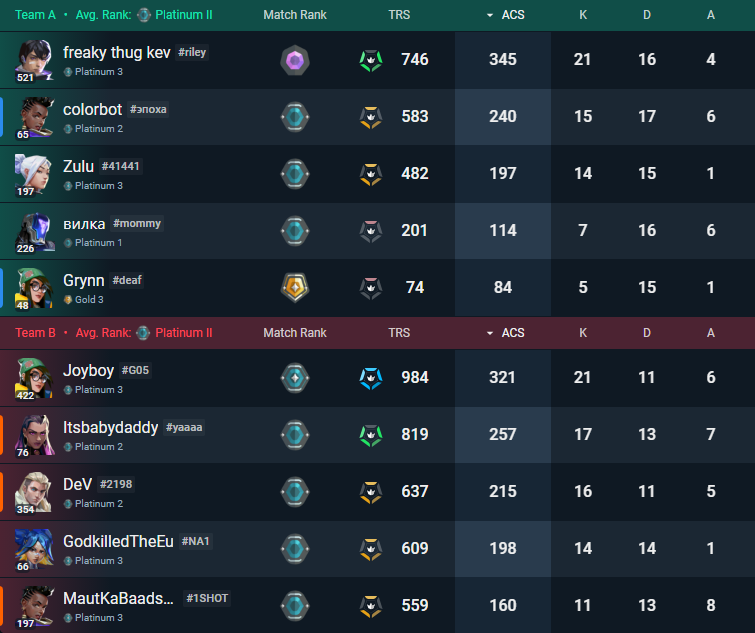 Team A • Avg. Rank: Platinum II Match Rank TRS ACS K D A
freaky thug kev #riley 746 345 21 16 4
Platinum 3
521
colorbot #эпоха 583 240 15 17 6
Platinum 2
65
Zulu #41441 482 197 14 15 1
Platinum 3
197
вилка #mommy 201 114 7 16 6
Platinum 1
226
Grynn #deaf 74 84 5 15 1
Gold 3
48
Team B • Avg. Rank: Platinum II Match Rank TRS ACS K D A
Joyboy #G05 984 321 21 11 6
Platinum 3
422
Itsbabydaddy #yaaaa 819 257 17 13 7
Platinum 2
76
DeV #2198 637 215 16 11 5
Platinum 2
354
GodkilledTheEu #NA1 609 198 14 14 1
Platinum 3
66
MautKaBaads... #1SHOT 559 160 11 13 8
Platinum 3
197